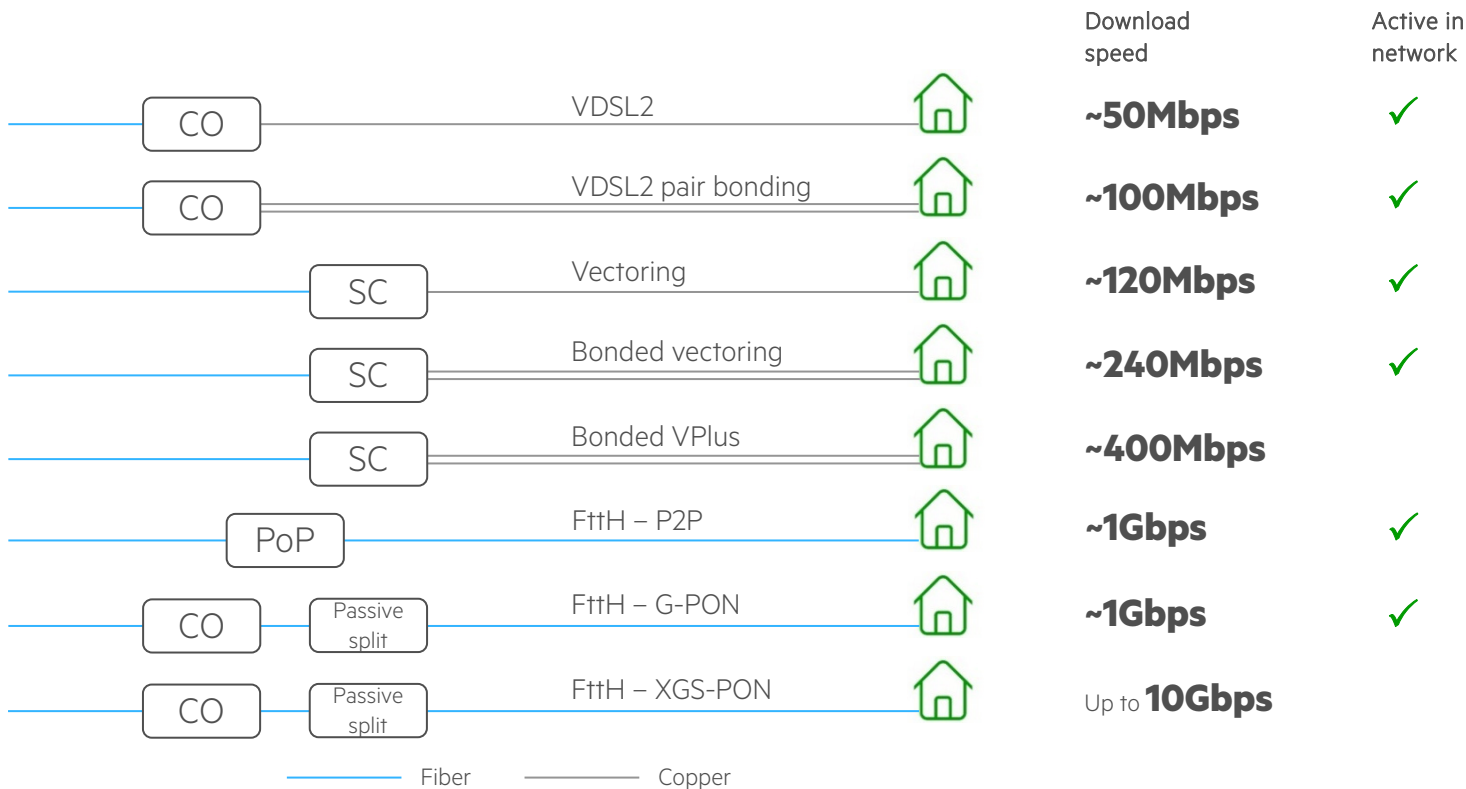 Download
speed
Active in
network
CO
VDSL2
~50Mbps
✓
CO
VDSL2 pair bonding
~100Mbps
✓
SC
Vectoring
~120Mbps
✓
SC
Bonded vectoring
~240Mbps
✓
SC
Bonded VPlus
~400Mbps
PoP
FttH – P2P
~1Gbps
✓
CO
Passive
split
FttH – G-PON
~1Gbps
✓
CO
Passive
split
FttH – XGS-PON
Up to 10Gbps
Fiber
Copper